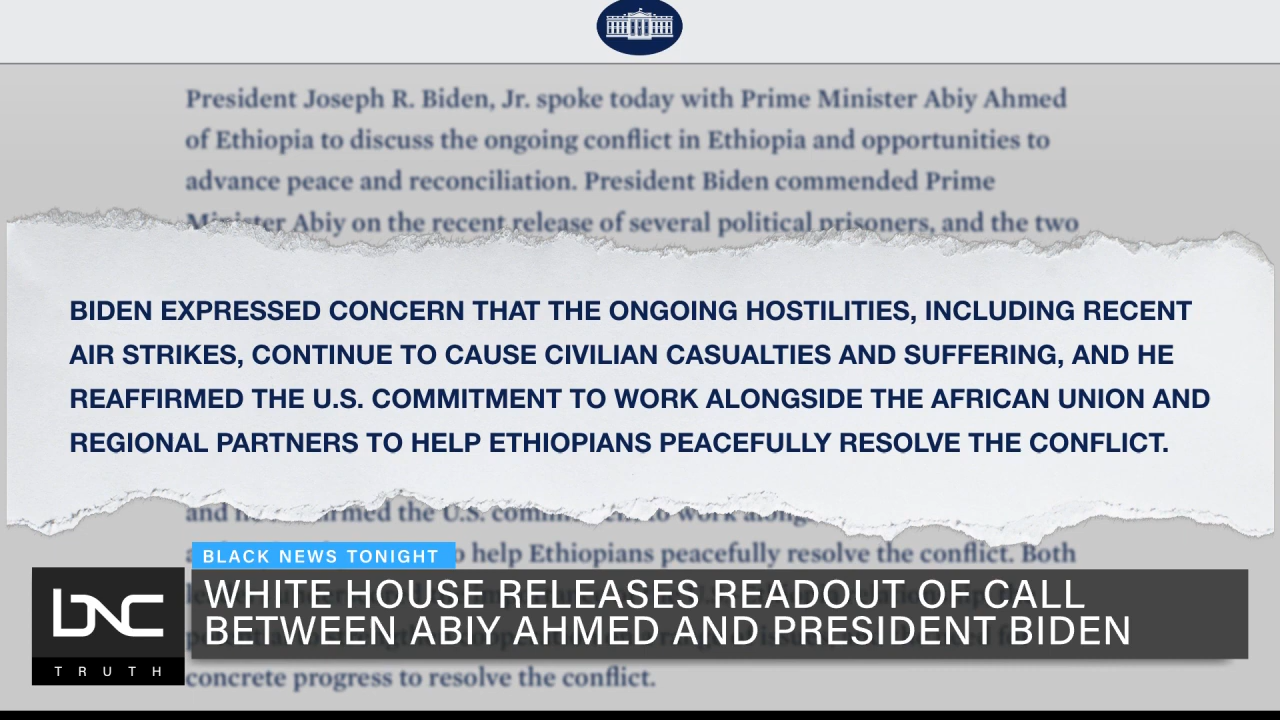 President Joseph R. Biden, Jr. spoke today with Prime Minister Abiy Ahmed
of Ethiopia to discuss the ongoing conflict in Ethiopia and opportunities to
advance peace and reconciliation. President Biden commended Prime
Minister Abiy on the recent release of several political prisoners, and the two
BIDEN EXPRESSED CONCERN THAT THE ONGOING HOSTILITIES, INCLUDING RECENT
AIR STRIKES, CONTINUE TO CAUSE CIVILIAN CASUALTIES AND SUFFERING, AND HE
REAFFIRMED THE U.S. COMMITMENT TO WORK ALONGSIDE THE AFRICAN UNION AND
REGIONAL PARTNERS TO HELP ETHIOPIANS PEACEFULLY RESOLVE THE CONFLICT.
and the U.S.
help Ethiopians peacefully resolve the conflict. Both
BLACK NEWS TONIGHT
WHITE HOUSE RELEASES READOUT OF CALL
BETWEEN ABIY AHMED AND PRESIDENT BIDEN
BNC
TRUTH
concrete progress to resolve the conflict.